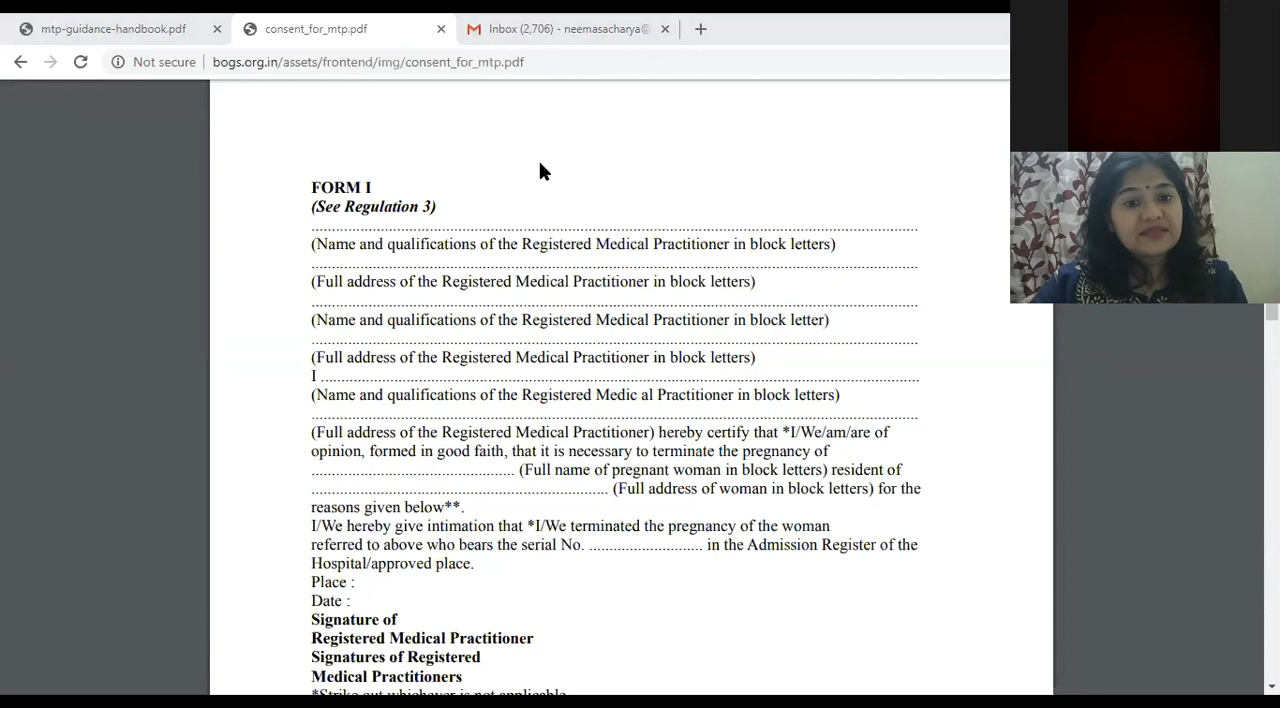 mtp-guidance-handbook.pdf
consent_for_mtp.pdf
Inbox (2,706) - neemasacharya@
Not secure
bogs.org.in/assets/frontend/img/consent_for_mtp.pdf
FORM I
(See Regulation 3)
(Name and qualifications of the Registered Medical Practitioner in block letters)
(Full address of the Registered Medical Practitioner in block letters)
(Name and qualifications of the Registered Medical Practitioner in block letter)
(Full address of the Registered Medical Practitioner in block letters)
I ....................
(Name and qualifications of the Registered Medic al Practitioner in block letters)
(Full address of the Registered Medical Practitioner) hereby certify that *I/We/am/are of
opinion, formed in good faith, that it is necessary to terminate the pregnancy of
.................... (Full name of pregnant woman in block letters) resident of
.................... (Full address of woman in block letters) for the
reasons given below**.
I/We hereby give intimation that *I/We terminated the pregnancy of the woman
referred to above who bears the serial No. ............................ in the Admission Register of the
Hospital/approved place.
Place :
Date :
Signature of
Registered Medical Practitioner
Signatures of Registered
Medical Practitioners
*Strike out whichever is not applicable